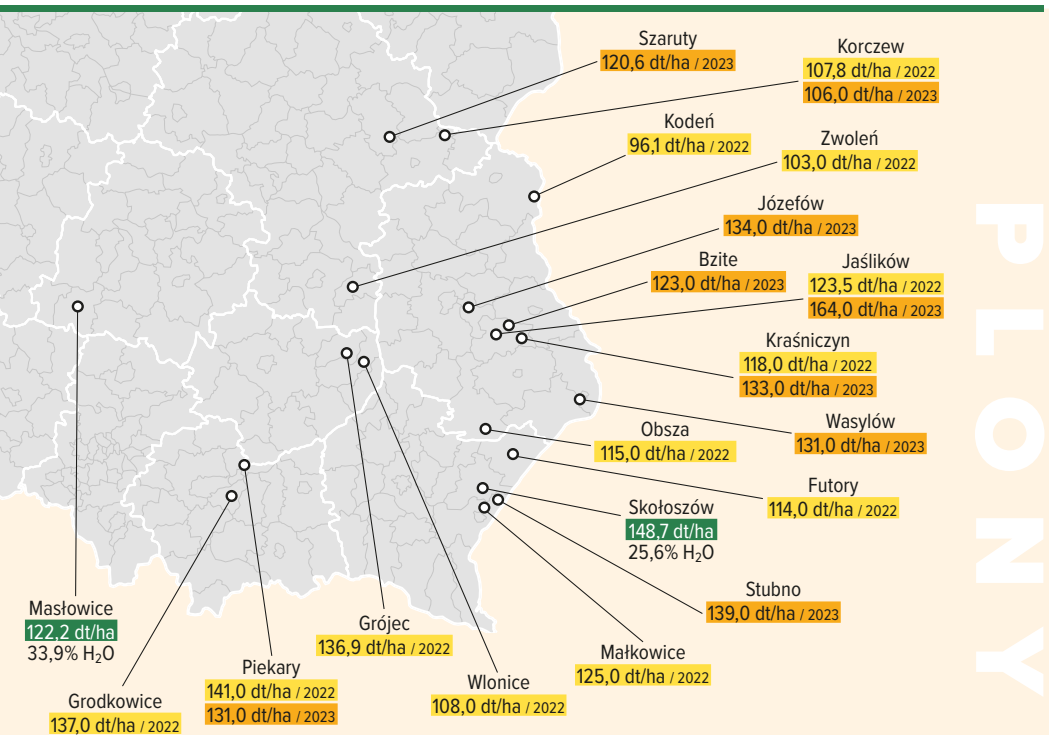 Szaruty
120,6 dt/ha / 2023
Korczew
107,8 dt/ha / 2022
106,0 dt/ha / 2023
Kodeń
96,1 dt/ha / 2022
Zwoleń
103,0 dt/ha / 2022
Józefów
134,0 dt/ha / 2023
Bzite
123,0 dt/ha / 2023
Jaślików
123,5 dt/ha / 2022
164,0 dt/ha / 2023
Kraśniczyn
118,0 dt/ha / 2022
133,0 dt/ha / 2023
Wasylów
131,0 dt/ha / 2023
Obsza
115,0 dt/ha / 2022
Futory
114,0 dt/ha / 2022
Skołoszów
148,7 dt/ha
25,6% H₂O
Stubno
139,0 dt/ha / 2023
Małkowice
125,0 dt/ha / 2022
Masłowice
122,2 dt/ha
33,9% H₂O
Grójec
136,9 dt/ha / 2022
Piekary
141,0 dt/ha / 2022
131,0 dt/ha / 2023
Wlonice
108,0 dt/ha / 2022
Grodkowice
137,0 dt/ha / 2022
PLONY